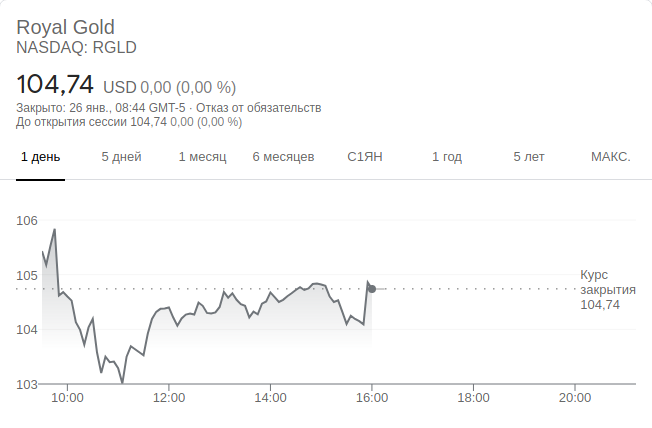 Royal Gold
NASDAQ: RGLD
104,74 USD 0,00 (0,00 %)
Закрыто: 26 янв., 08:44 GMT-5 · Отказ от обязательств
До открытия сессии 104,74 0,00 (0,00 %)
1 день 5 дней 1 месяц 6 месяцев С1ЯН 1 год 5 лет МАКС.
106
105
Курс
закрытия
104,74
104
103
10:00 12:00 14:00 16:00 18:00 20:00